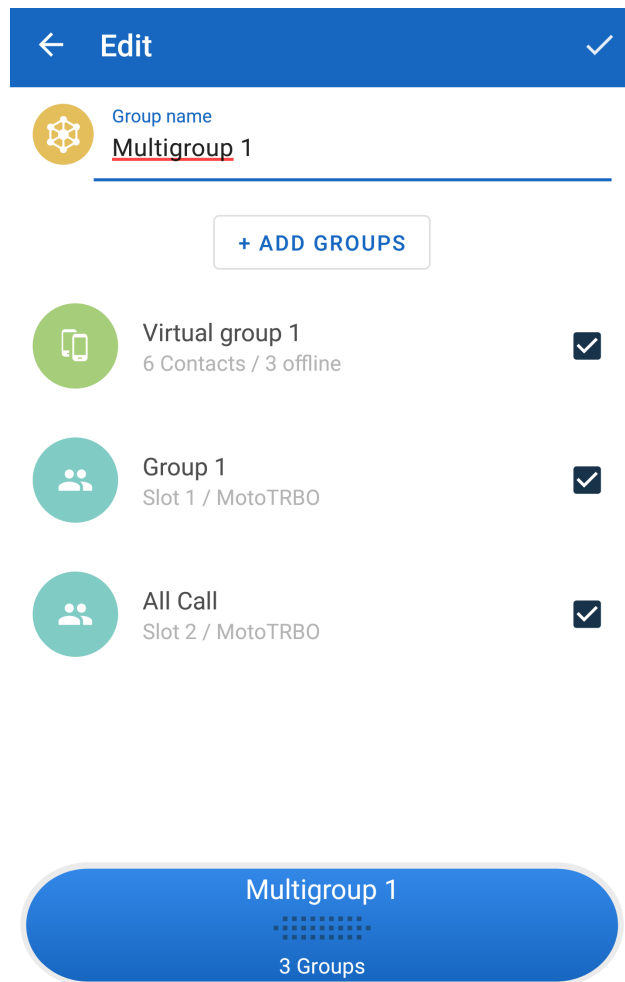 Edit
Group name
Multigroup 1
+ ADD GROUPS
Virtual group 1
6 Contacts / 3 offline
Group 1
Slot 1 / MotoTRBO
All Call
Slot 2 / MotoTRBO
Multigroup 1
3 Groups